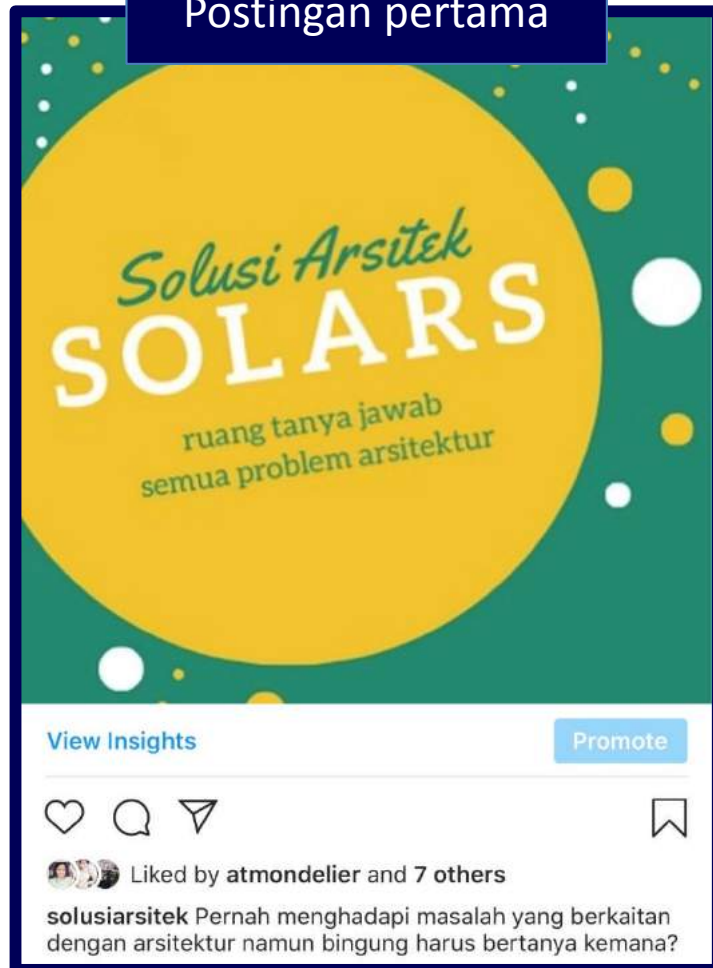 Postingan pertama
Solusi Arsitek
SOLARS
ruang tanya jawab
semua problem arsitektur
View Insights
Promote
Liked by atmondelier and 7 others
solusiarsitek Pernah menghadapi masalah yang berkaitan
dengan arsitektur namun bingung harus bertanya kemana?